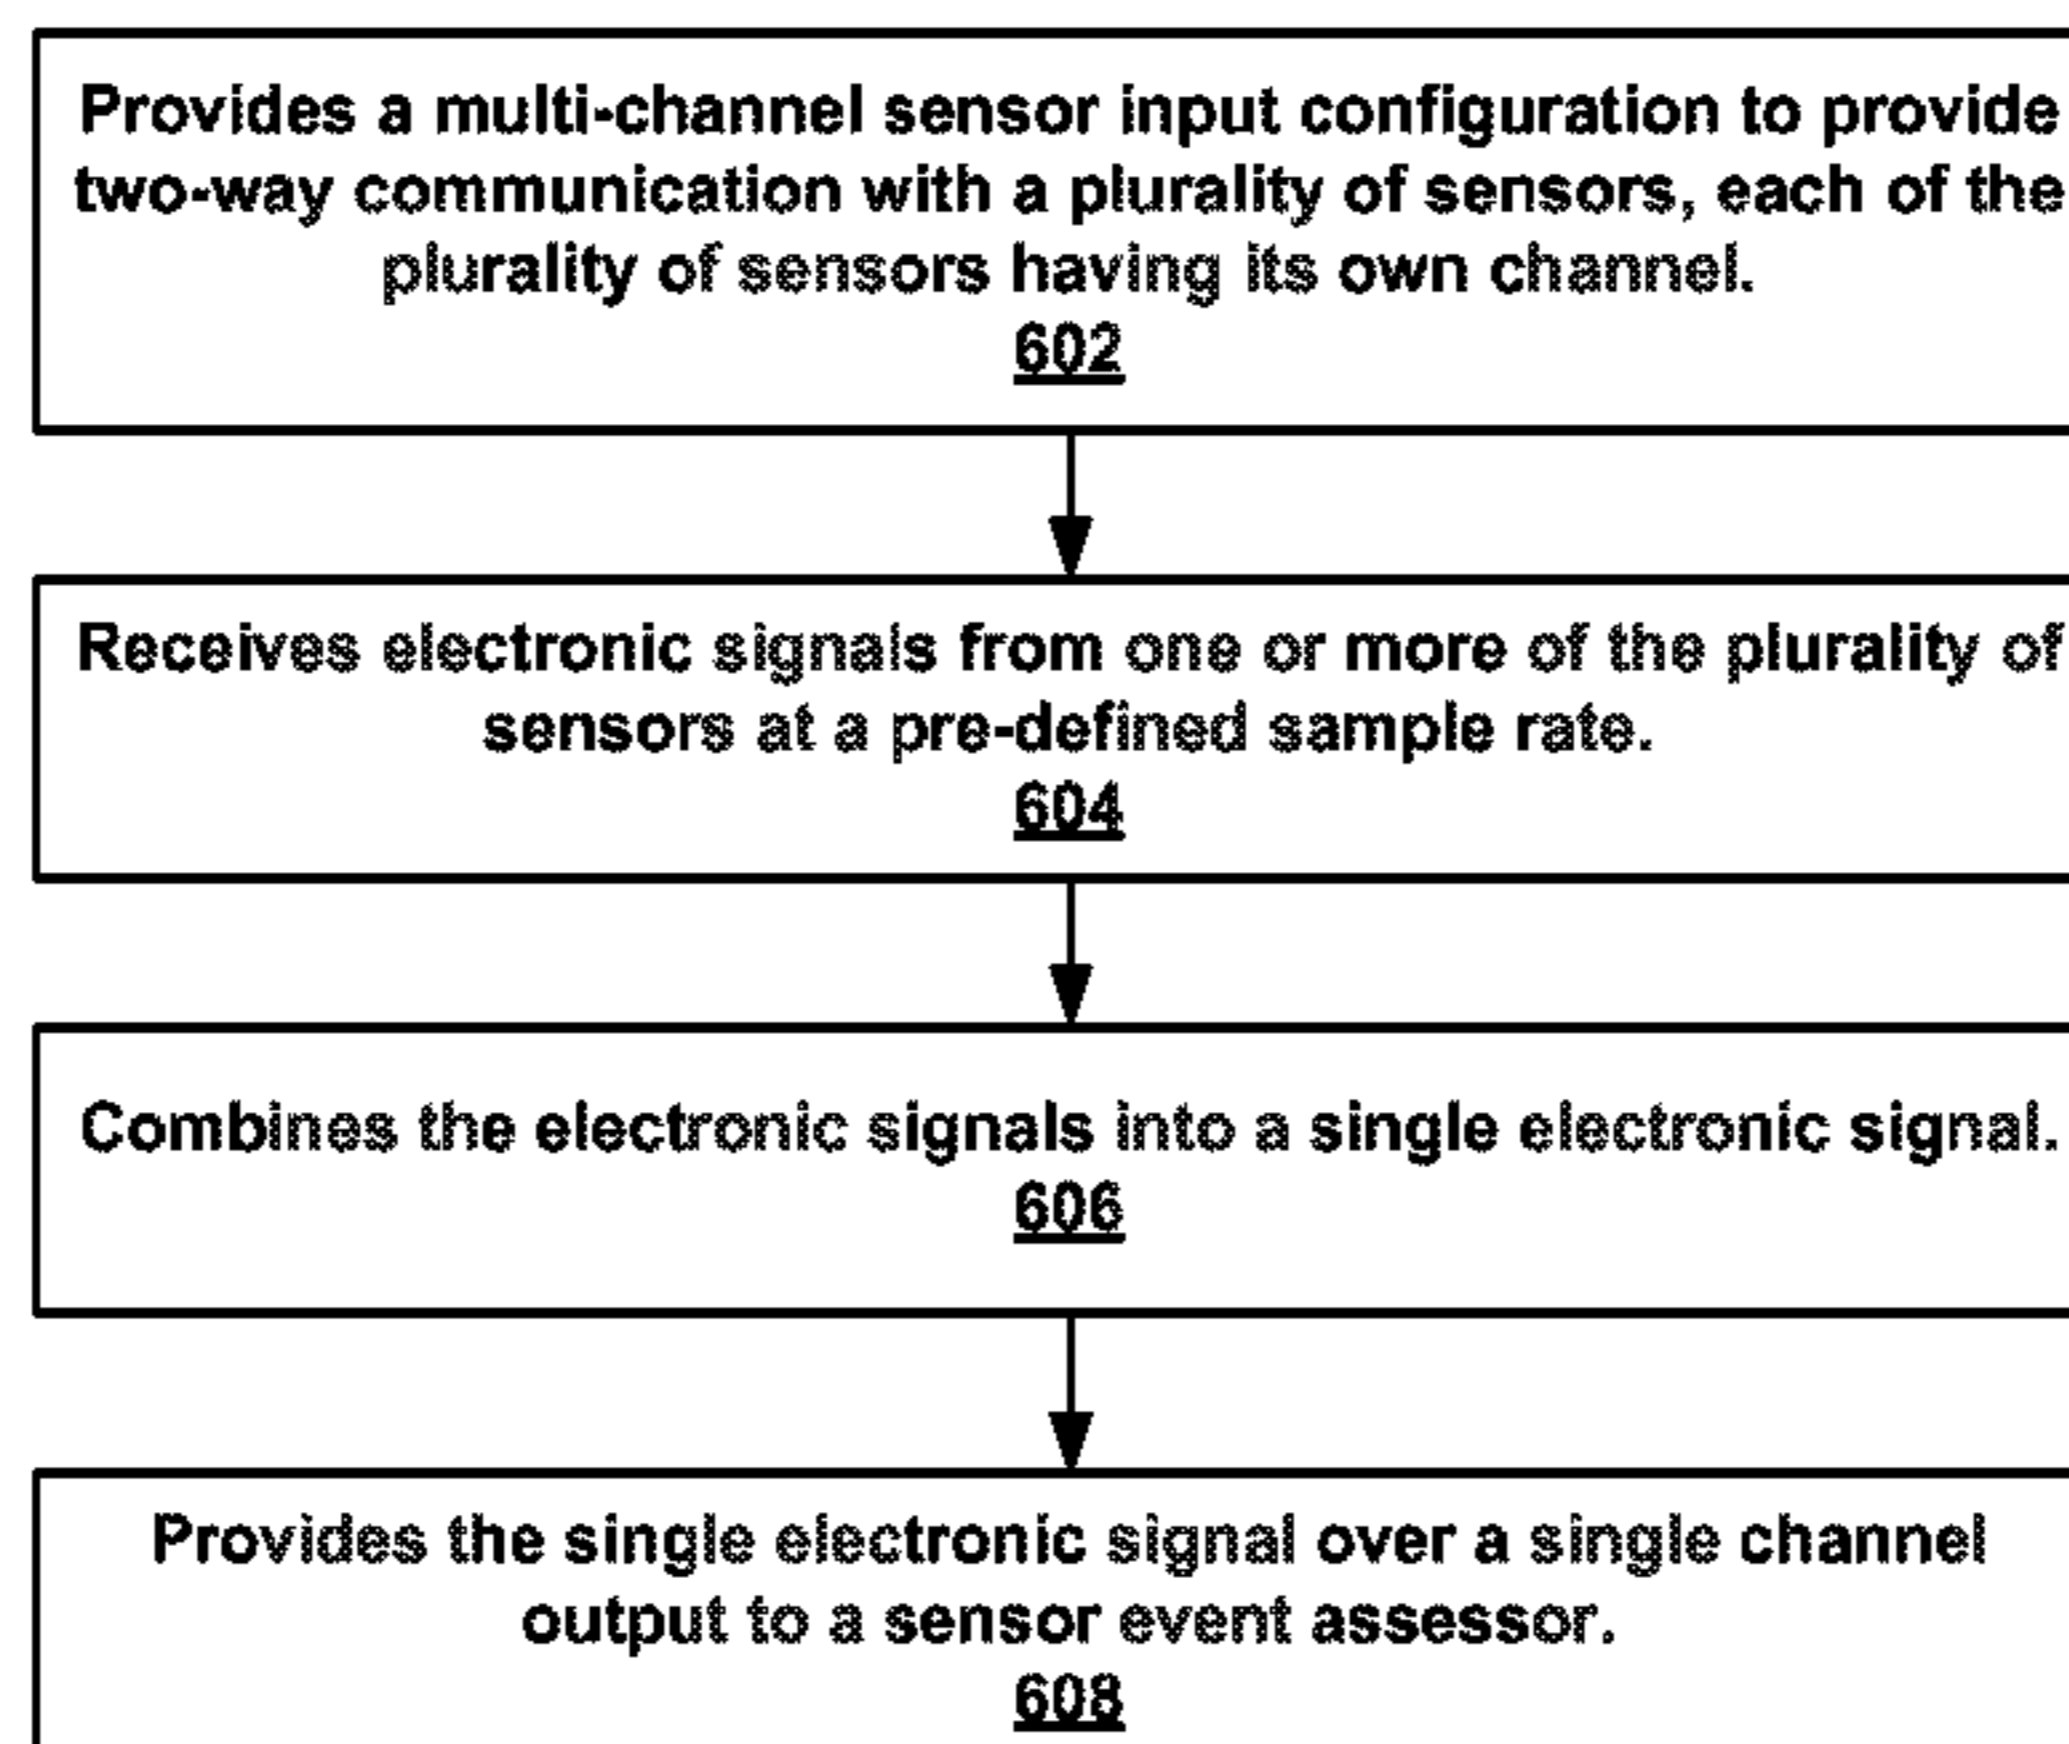 Provides a multi-channel sensor input configuration to provide
two-way communication with a plurality of sensors, each of the
plurality of sensors having its own channel.
602
Receives electronic signals from one or more of the plurality of
sensors at a pre-defined sample rate.
604
Combines the electronic signals into a single electronic signal.
606
Provides the single electronic signal over a single channel
output to a sensor event assessor.
608